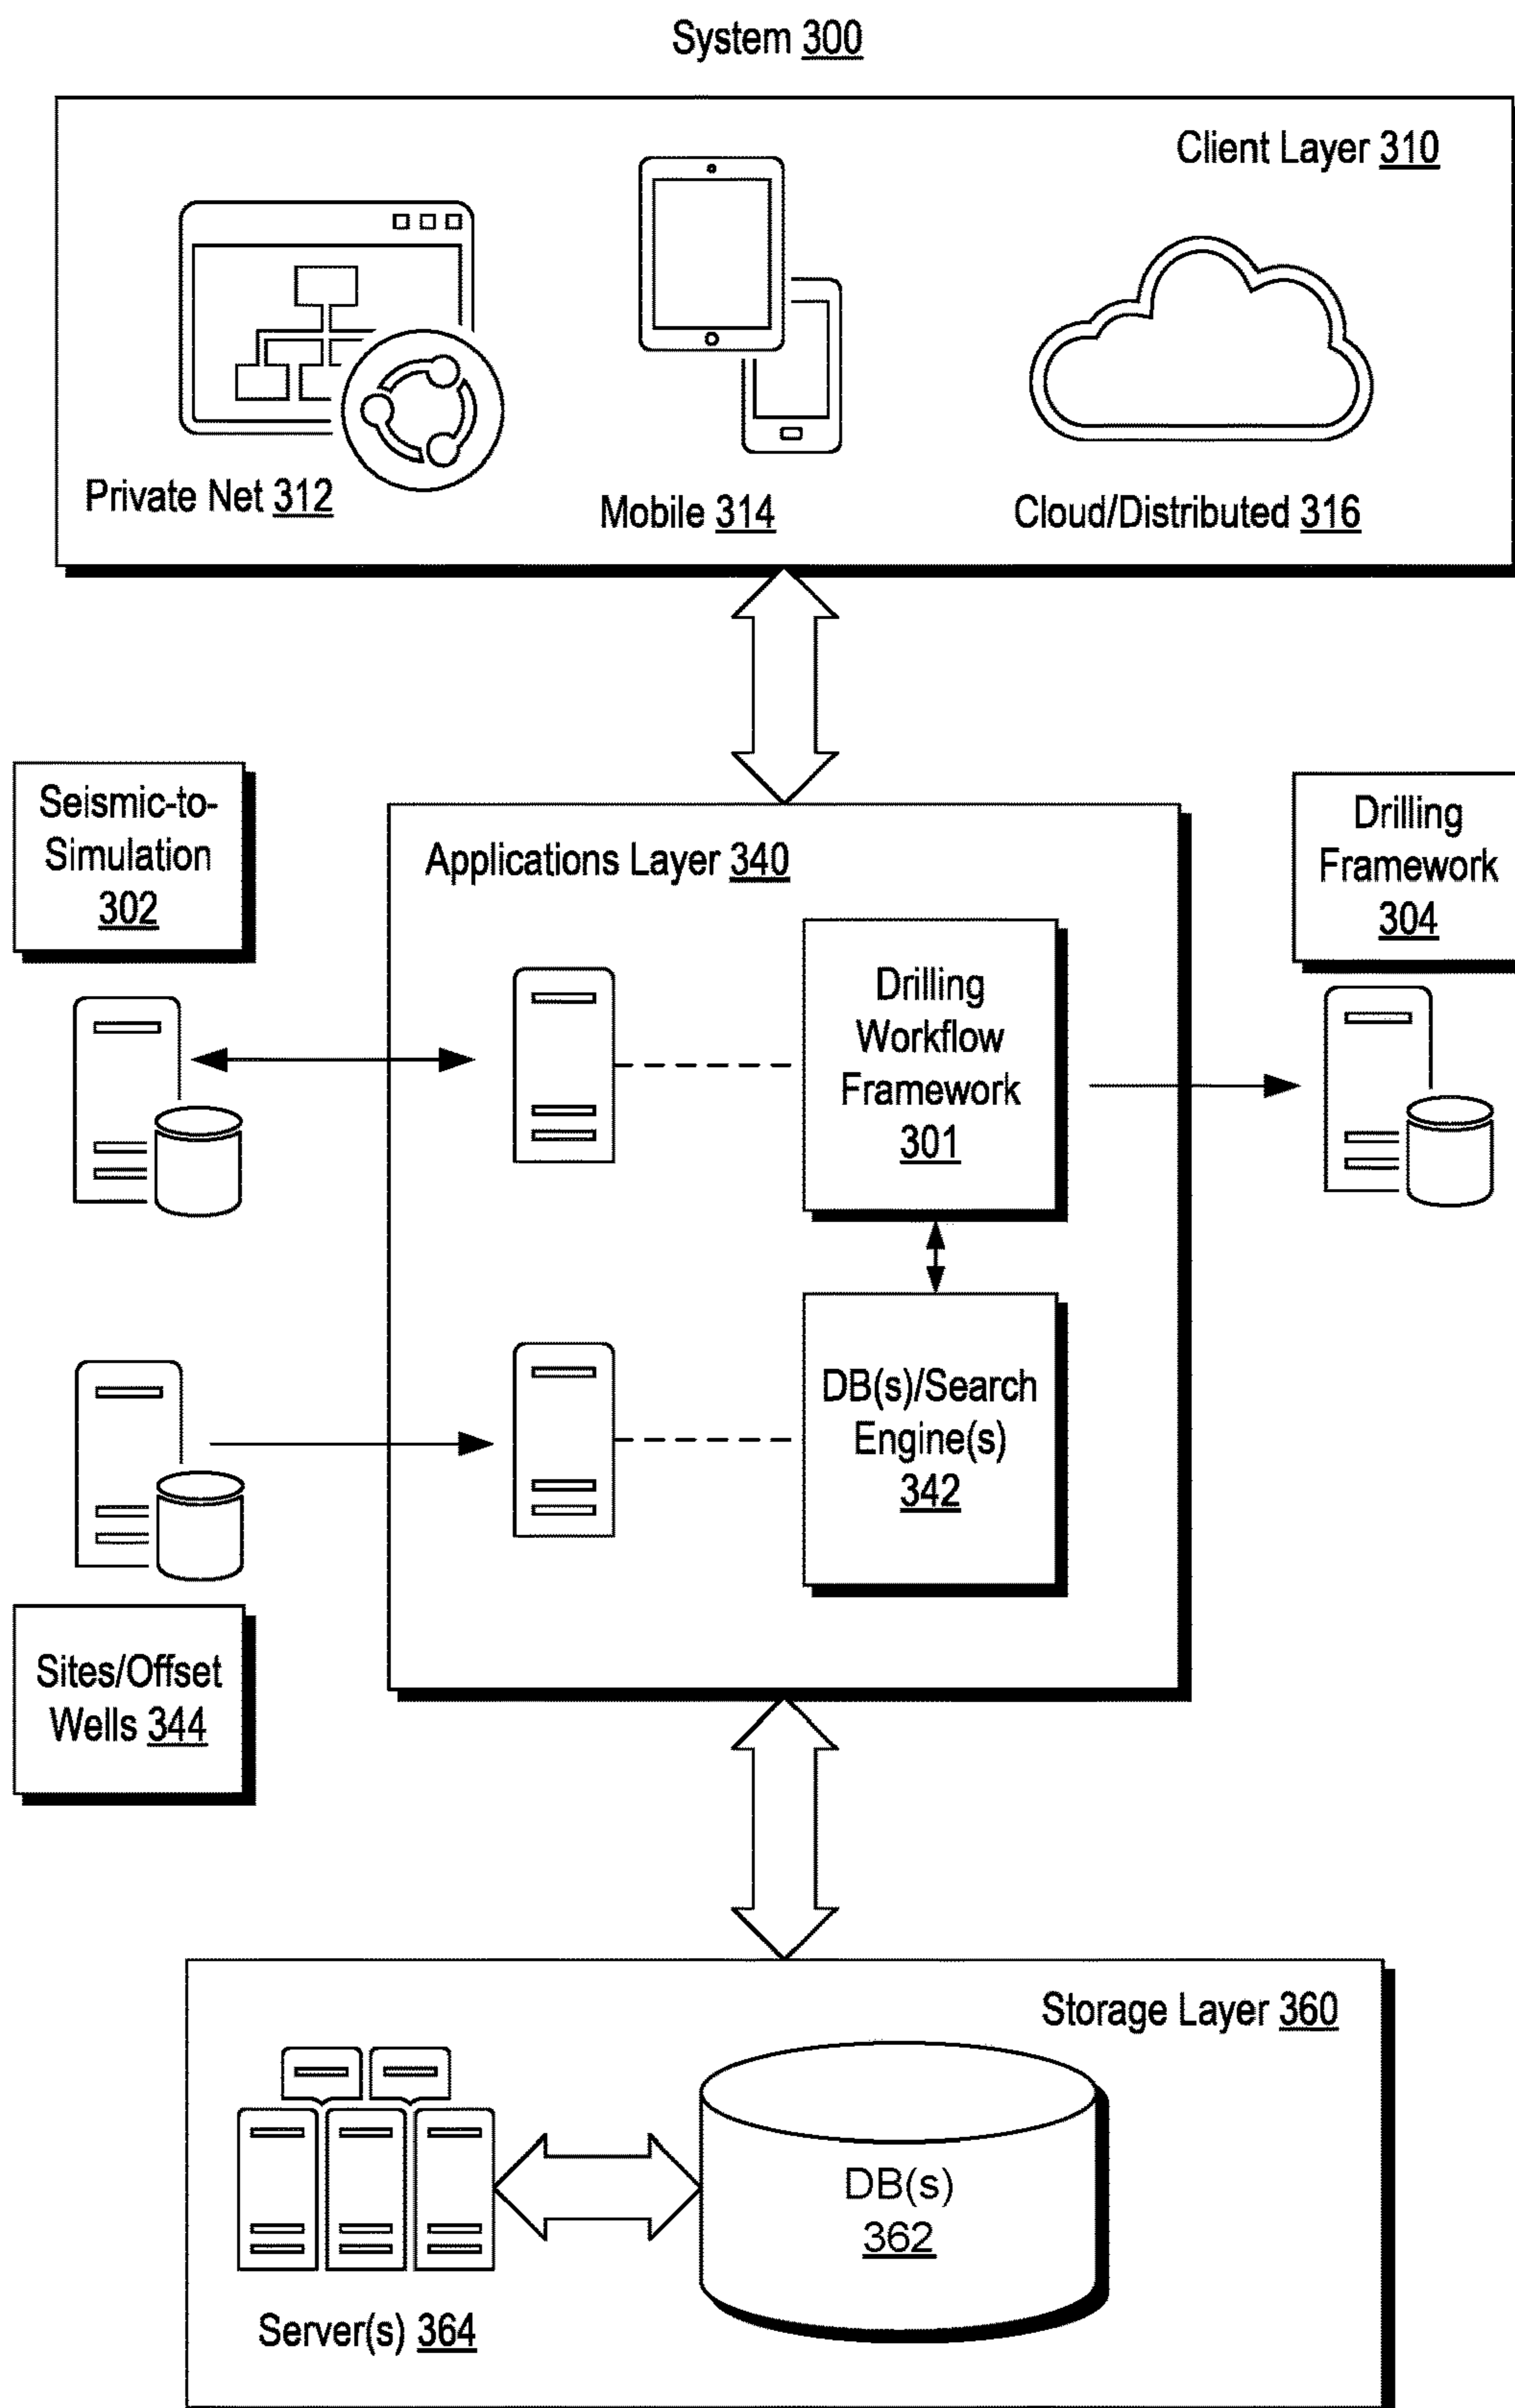 System 300
Client Layer 310
Private Net 312
Mobile 314
Cloud/Distributed 316
Seismic-to-
Simulation
302
Applications Layer 340
Drilling
Workflow
Framework
301
Drilling
Framework
304
DB(s)/Search
Engine(s)
342
Sites/Offset
Wells 344
Storage Layer 360
DB(s)
362
Server(s) 364